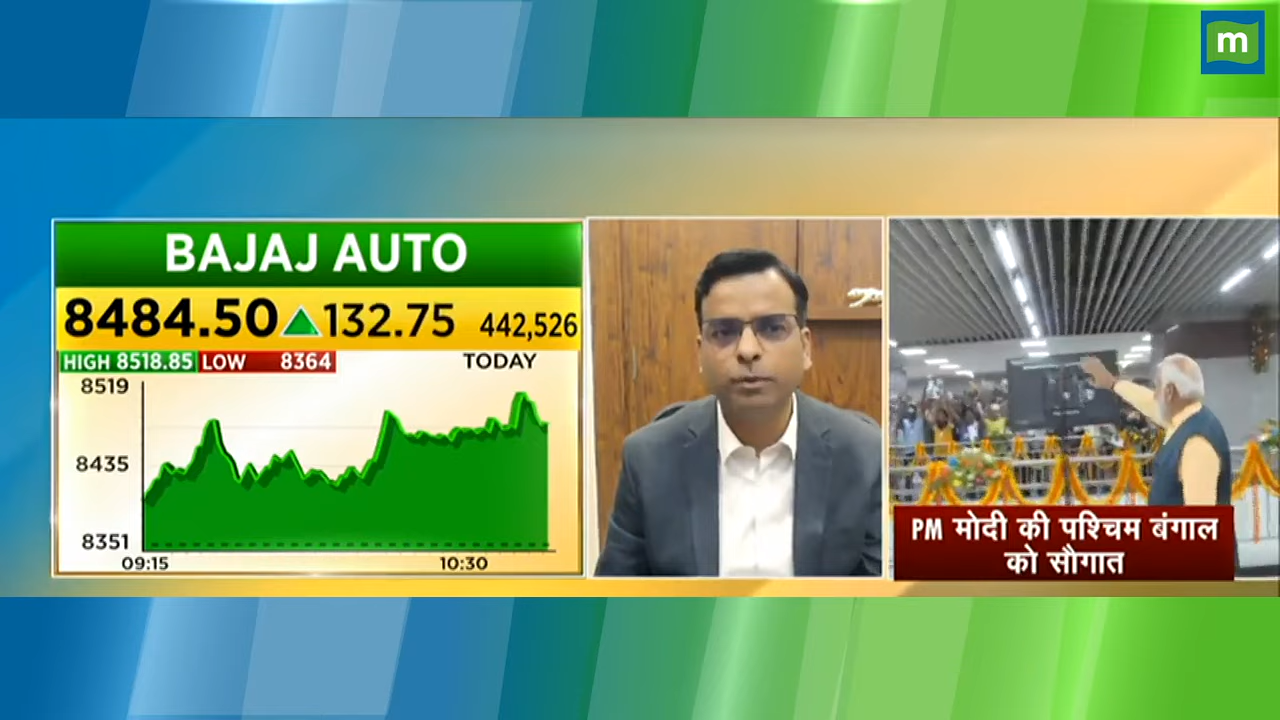 m
BAJAJ AUTO
8484.50 132.75 442,526
HIGH 8518.85 LOW 8364 TODAY
8519
8435
8351
09:15 10:30
PM मोदी की पश्चिम बंगाल
को सौगात